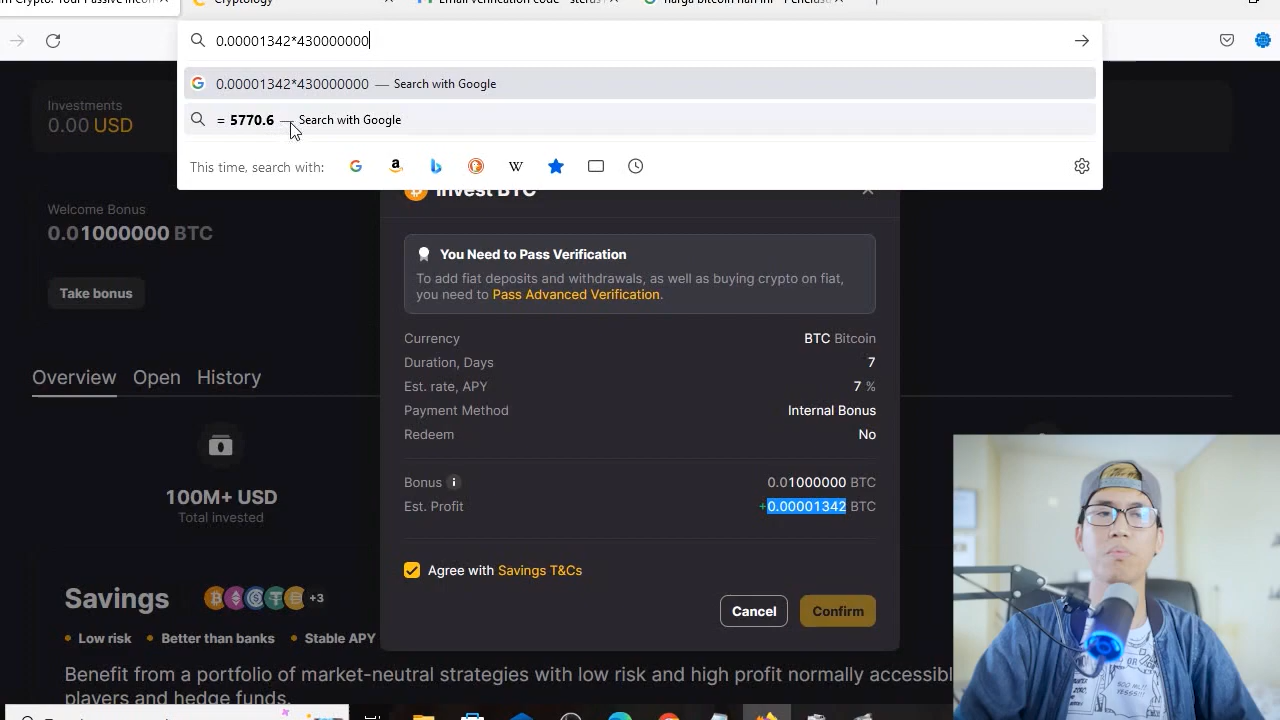 Crypto: Your Passive Incom
Cryptology
Email verification code - sterds
harga bitcoin hari ini - Penelusu
0.00001342*430000000
0.00001342*430000000 — Search with Google
= 5770.6 — Search with Google
This time, search with:
Investments
0.00 USD
Welcome Bonus
0.01000000 BTC
Take bonus
Invest BTC
You Need to Pass Verification
To add fiat deposits and withdrawals, as well as buying crypto on fiat,
you need to Pass Advanced Verification.
Currency BTC Bitcoin
Duration, Days 7
Est. rate, APY 7 %
Payment Method Internal Bonus
Redeem No
Bonus i 0.01000000 BTC
Est. Profit +0.00001342 BTC
Agree with Savings T&Cs
Cancel Confirm
Overview Open History
100M+ USD
Total invested
Savings +3
Low risk Better than banks Stable APY
Benefit from a portfolio of market-neutral strategies with low risk and high profit normally accessibl
players and hedge funds.